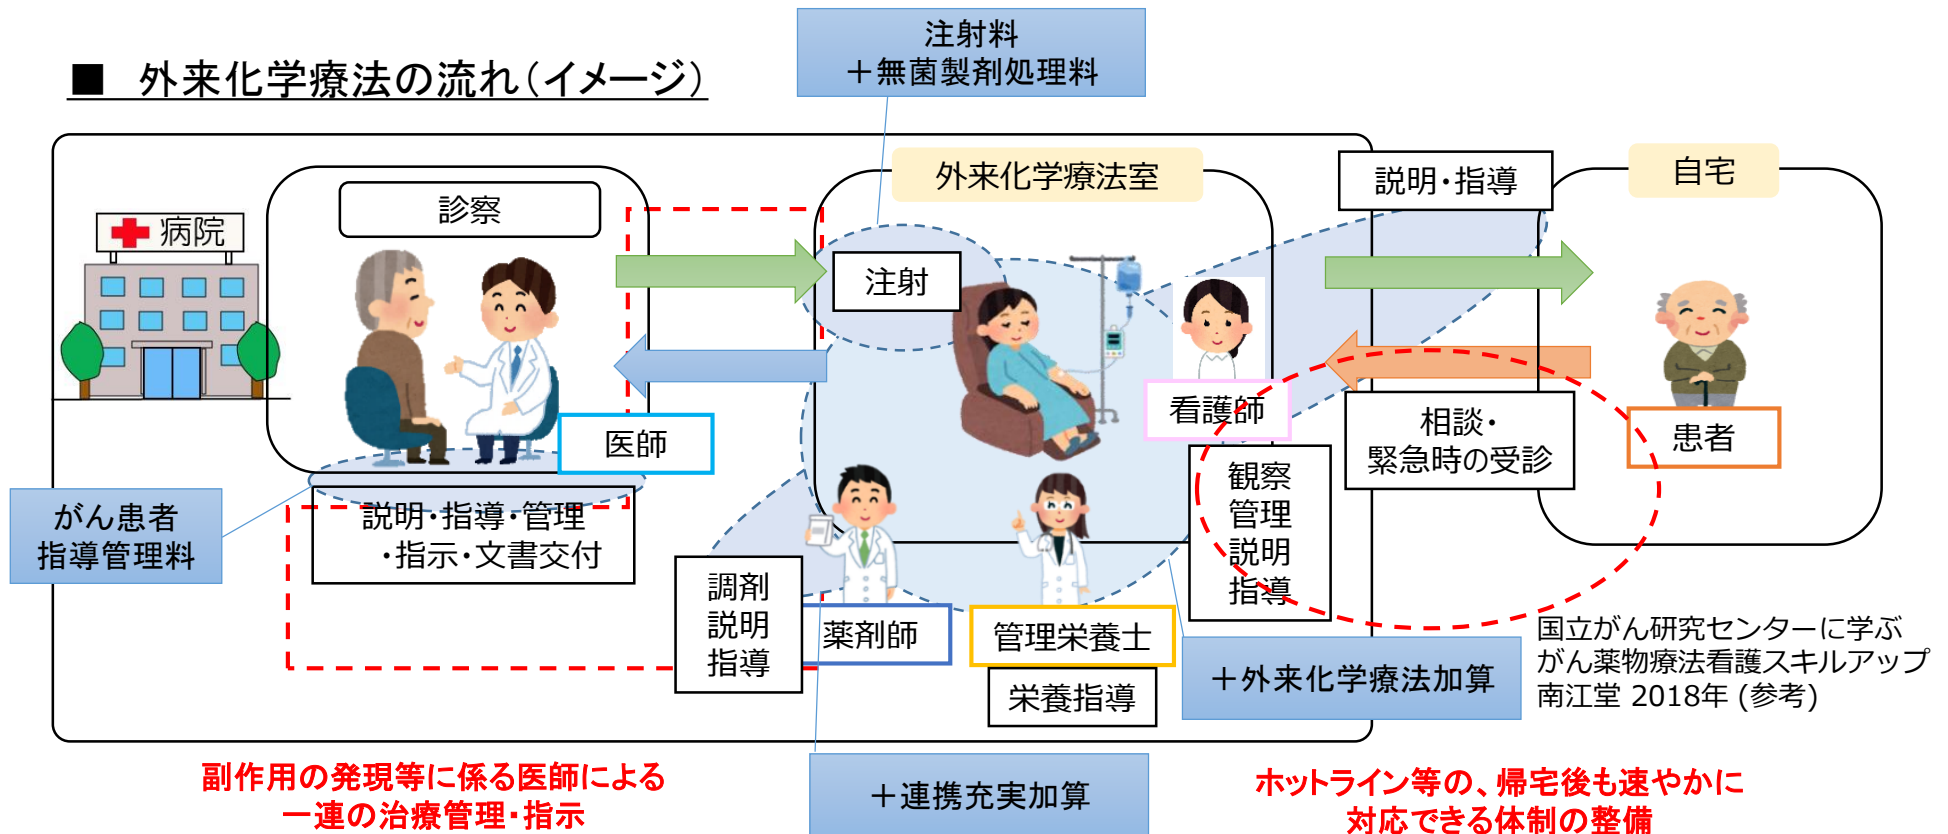 ■ 外来化学療法の流れ(イメージ)
注射料
＋無菌製剤処理料
病院
診察
医師
説明・指導・管理
・指示・文書交付
がん患者
指導管理料
外来化学療法室
注射
看護師
観察
管理
説明
指導
調剤
説明
指導
薬剤師
管理栄養士
栄養指導
説明・指導
自宅
相談・
緊急時の受診
患者
＋外来化学療法加算
＋連携充実加算
国立がん研究センターに学ぶ
がん薬物療法看護スキルアップ
南江堂 2018年 (参考)
副作用の発現等に係る医師による
一連の治療管理・指示
ホットライン等の、帰宅後も速やかに
対応できる体制の整備